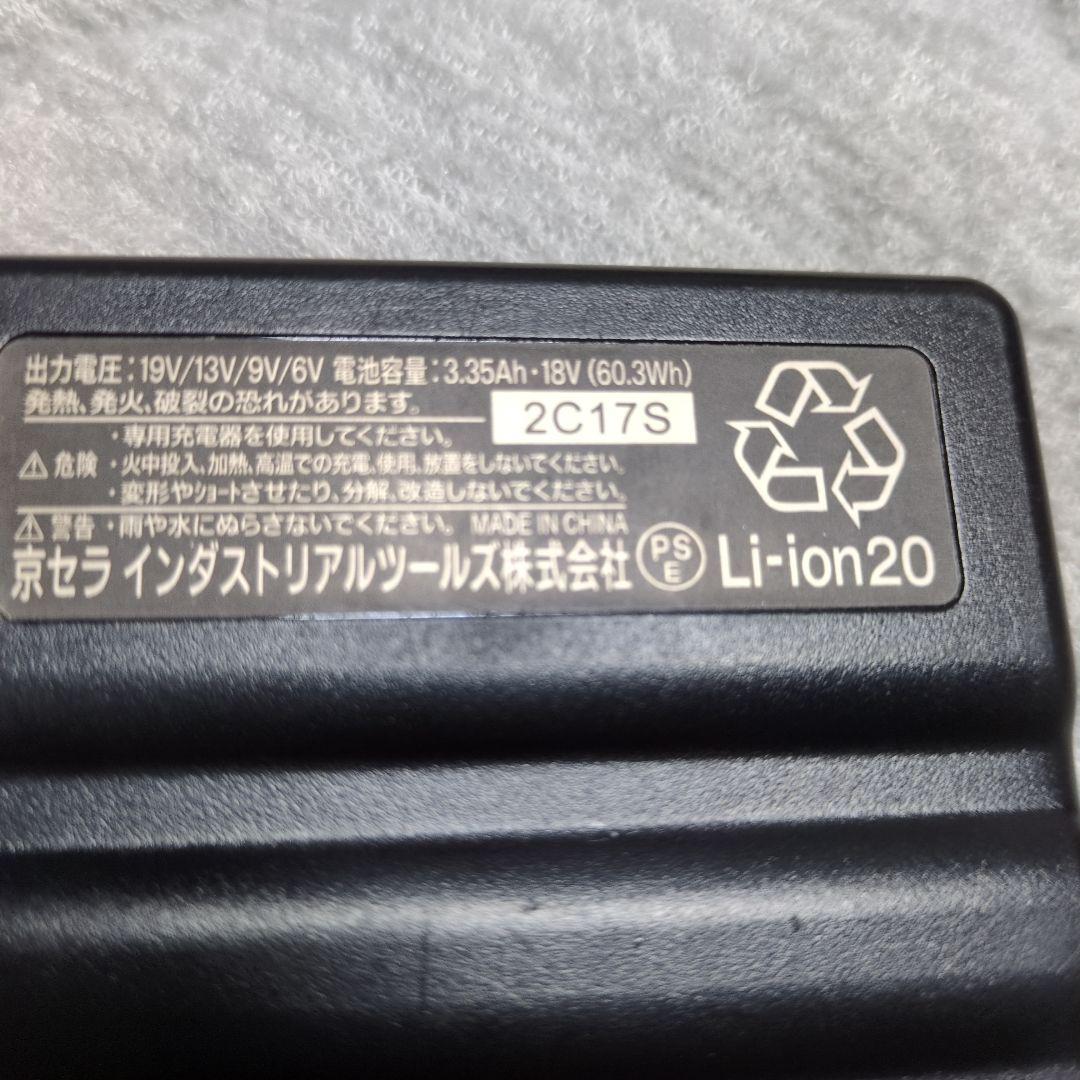 出力電圧:19V/13V/9V/6V 電池容量:3.35Ah・18V (60.3Wh)
発熱、発火、破裂の恐れがあります。
2C17S
・専用充電器を使用してください。
⚠危険 ・火中投入、加熱、高温での充電、使用、放置をしないでください。
・変形やショートさせたり、分解、改造しないでください。
⚠警告 ・雨や水にぬらさないでください。 MADE IN CHINA
京セラ インダストリアルツールズ株式会社 PSE Li-ion20